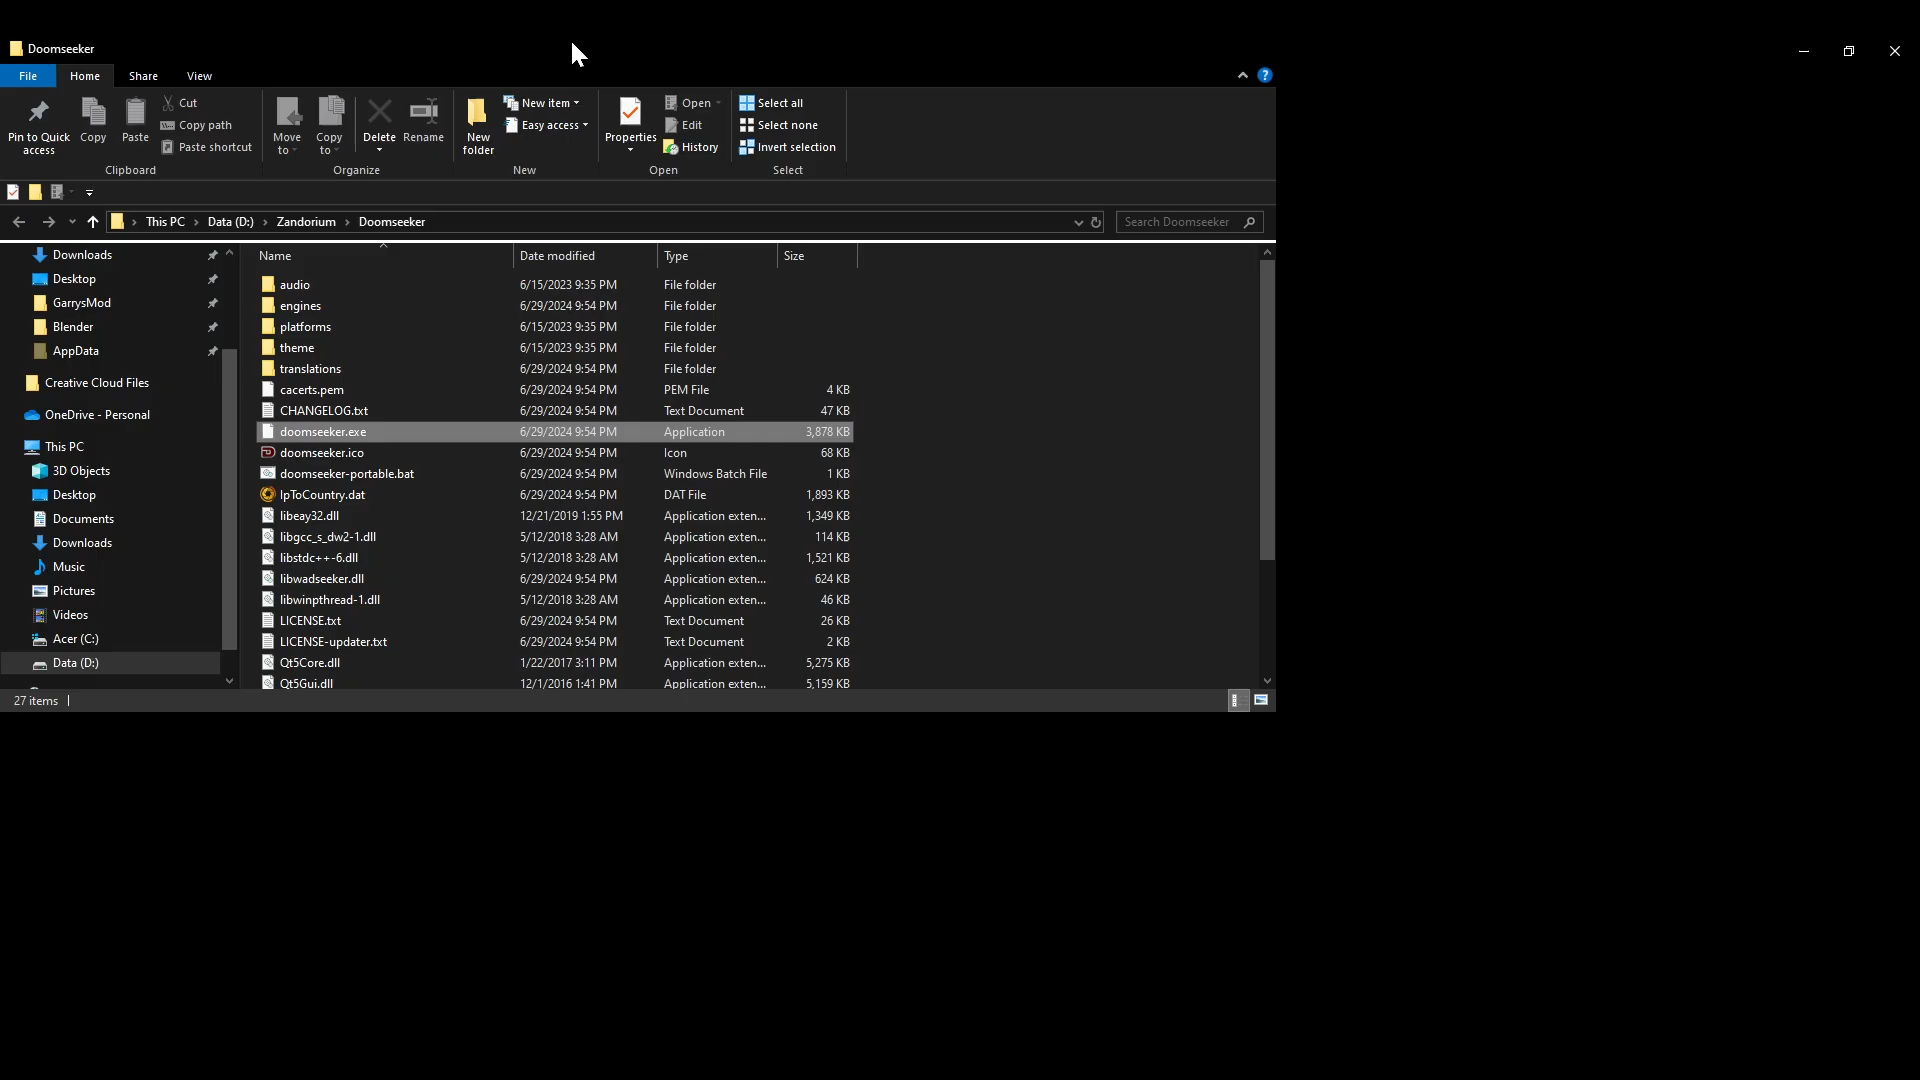 Doomseeker
File Home Share View
Pin to Quick access
Copy
Paste
Cut
Copy path
Paste shortcut
Clipboard
Move to
Copy to
Delete
Rename
Organize
New folder
New item
Easy access
New
Properties
Open
Edit
History
Open
Select all
Select none
Invert selection
Select
This PC > Data (D:) > Zandorium > Doomseeker
Search Doomseeker
Downloads
Desktop
GarrysMod
Blender
AppData
Creative Cloud Files
OneDrive - Personal
This PC
3D Objects
Desktop
Documents
Downloads
Music
Pictures
Videos
Acer (C:)
Data (D:)
Name Date modified Type Size
audio 6/15/2023 9:35 PM File folder
engines 6/29/2024 9:54 PM File folder
platforms 6/15/2023 9:35 PM File folder
theme 6/15/2023 9:35 PM File folder
translations 6/29/2024 9:54 PM File folder
cacerts.pem 6/29/2024 9:54 PM PEM File 4 KB
CHANGELOG.txt 6/29/2024 9:54 PM Text Document 47 KB
doomseeker.exe 6/29/2024 9:54 PM Application 3,878 KB
doomseeker.ico 6/29/2024 9:54 PM Icon 68 KB
doomseeker-portable.bat 6/29/2024 9:54 PM Windows Batch File 1 KB
IpToCountry.dat 6/29/2024 9:54 PM DAT File 1,893 KB
libeay32.dll 12/21/2019 1:55 PM Application exten... 1,349 KB
libgcc_s_dw2-1.dll 5/12/2018 3:28 AM Application exten... 114 KB
libstdc++-6.dll 5/12/2018 3:28 AM Application exten... 1,521 KB
libwadseeker.dll 6/29/2024 9:54 PM Application exten... 624 KB
libwinpthread-1.dll 5/12/2018 3:28 AM Application exten... 46 KB
LICENSE.txt 6/29/2024 9:54 PM Text Document 26 KB
LICENSE-updater.txt 6/29/2024 9:54 PM Text Document 2 KB
Qt5Core.dll 1/22/2017 3:11 PM Application exten... 5,275 KB
Qt5Gui.dll 12/1/2016 1:41 PM Application exten... 5,159 KB
27 items